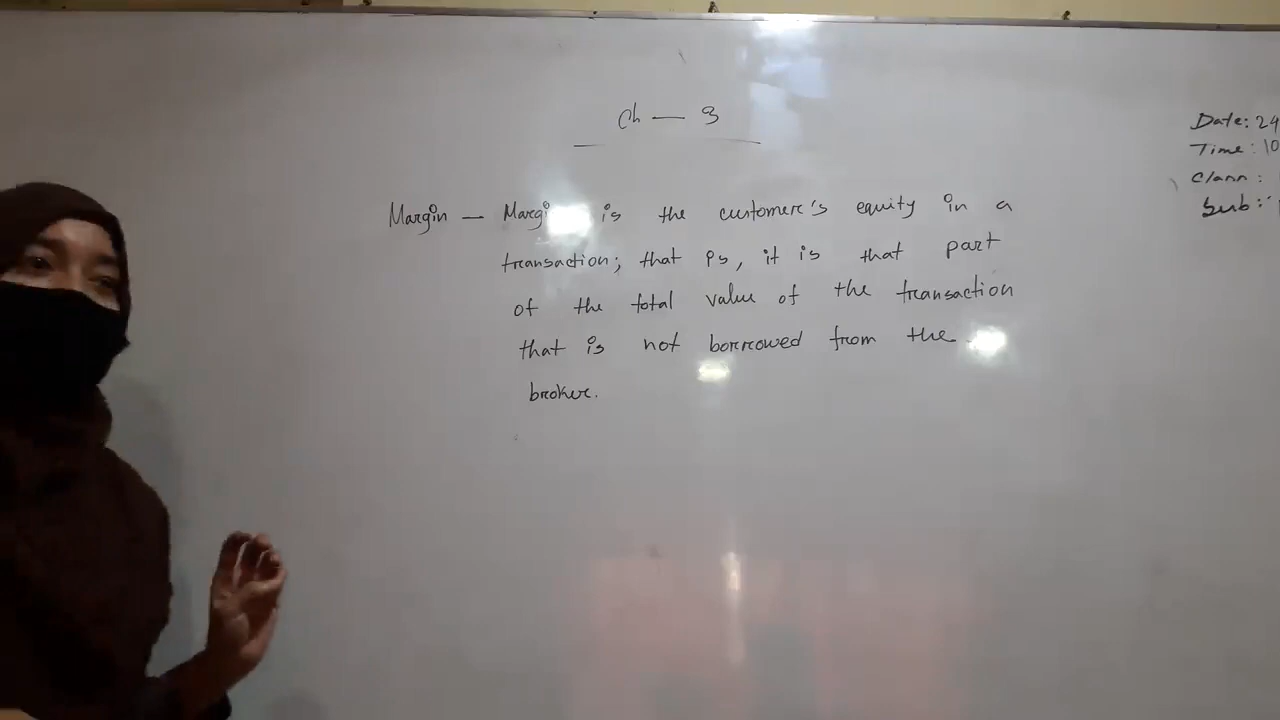 Ch — 3
Margin — Margin is the customer's equity in a
transaction; that is, it is that part
of the total value of the transaction
that is not borrowed from the
broker.
Date: 24
Time: 10
Class:
Sub: